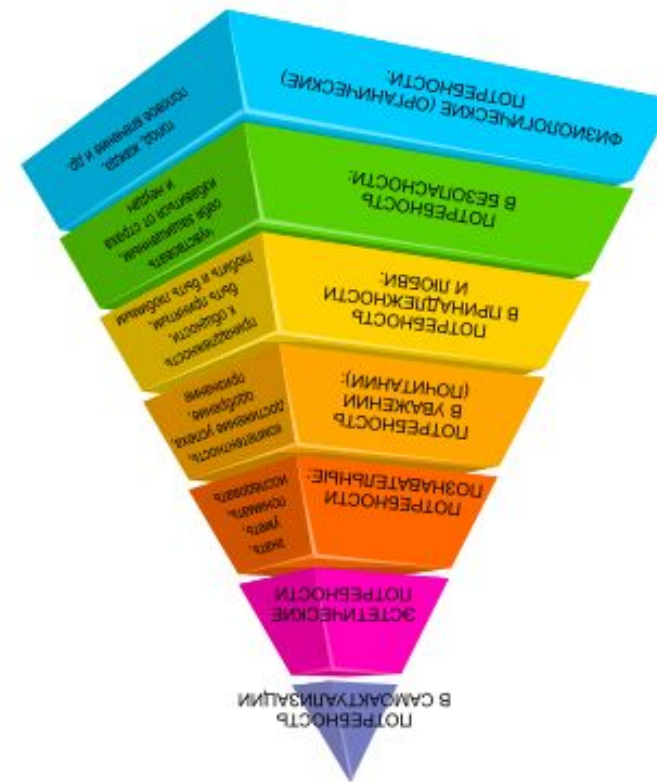 ПОТРЕБНОСТЬ
В САМОАКТУАЛИЗАЦИИ
ЭСТЕТИЧЕСКИЕ
ПОТРЕБНОСТИ
ПОТРЕБНОСТИ
ПОЗНАВАТЕЛЬНЫЕ:
знать,
уметь,
понимать,
исследовать
ПОТРЕБНОСТЬ
В УВАЖЕНИИ
(ПОЧИТАНИИ):
компетентность,
достижение успеха,
одобрение,
признание
ПОТРЕБНОСТЬ
В ПРИНАДЛЕЖНОСТИ
И ЛЮБВИ:
принадлежность
к общности,
быть принятым,
любить и быть любимым
ПОТРЕБНОСТЬ
В БЕЗОПАСНОСТИ:
чувствовать
себя защищенным,
избавиться от страха
и неудач
ФИЗИОЛОГИЧЕСКИЕ (ОРГАНИЧЕСКИЕ)
ПОТРЕБНОСТИ:
голод, жажда,
половое влечение и др.